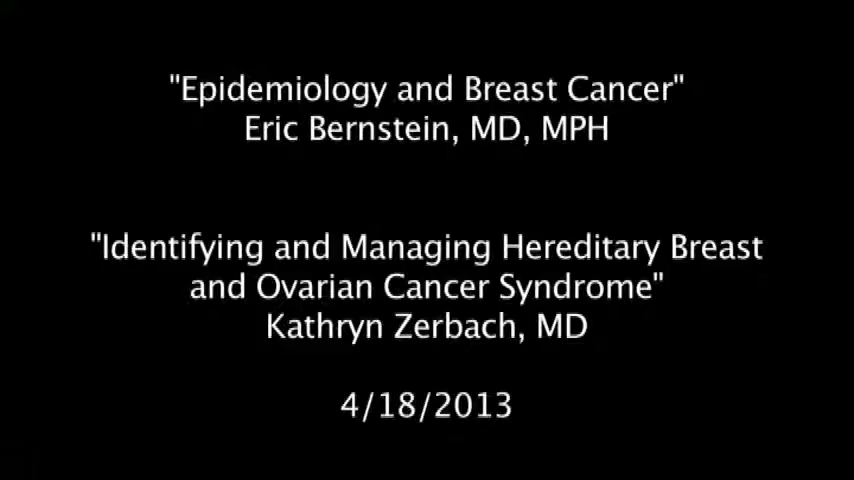 "Epidemiology and Breast Cancer"
Eric Bernstein, MD, MPH
"Identifying and Managing Hereditary Breast
and Ovarian Cancer Syndrome"
Kathryn Zerbach, MD
4/18/2013